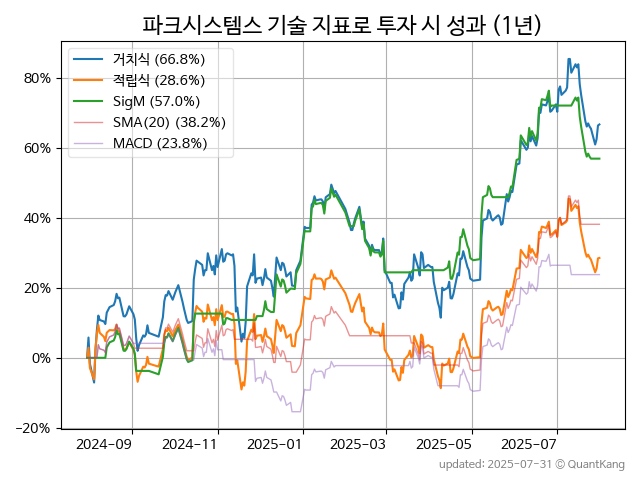 파크시스템스 기술 지표로 투자 시 성과 (1년)
거치식 (66.8%)
적립식 (28.6%)
SigM (57.0%)
SMA(20) (38.2%)
MACD (23.8%)
80%
60%
40%
20%
0%
−20%
2024-09 2024-11 2025-01 2025-03 2025-05 2025-07
updated: 2025-07-31 © QuantKang